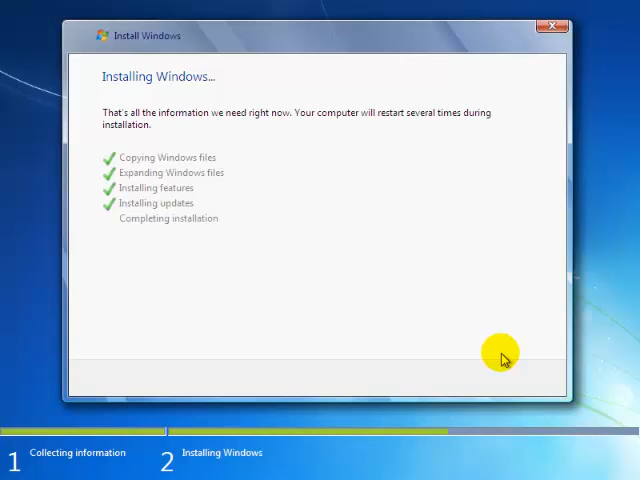 Install Windows
Installing Windows...
That's all the information we need right now. Your computer will restart several times during
installation.
Copying Windows files
Expanding Windows files
Installing features
Installing updates
Completing installation
1 Collecting information 2 Installing Windows